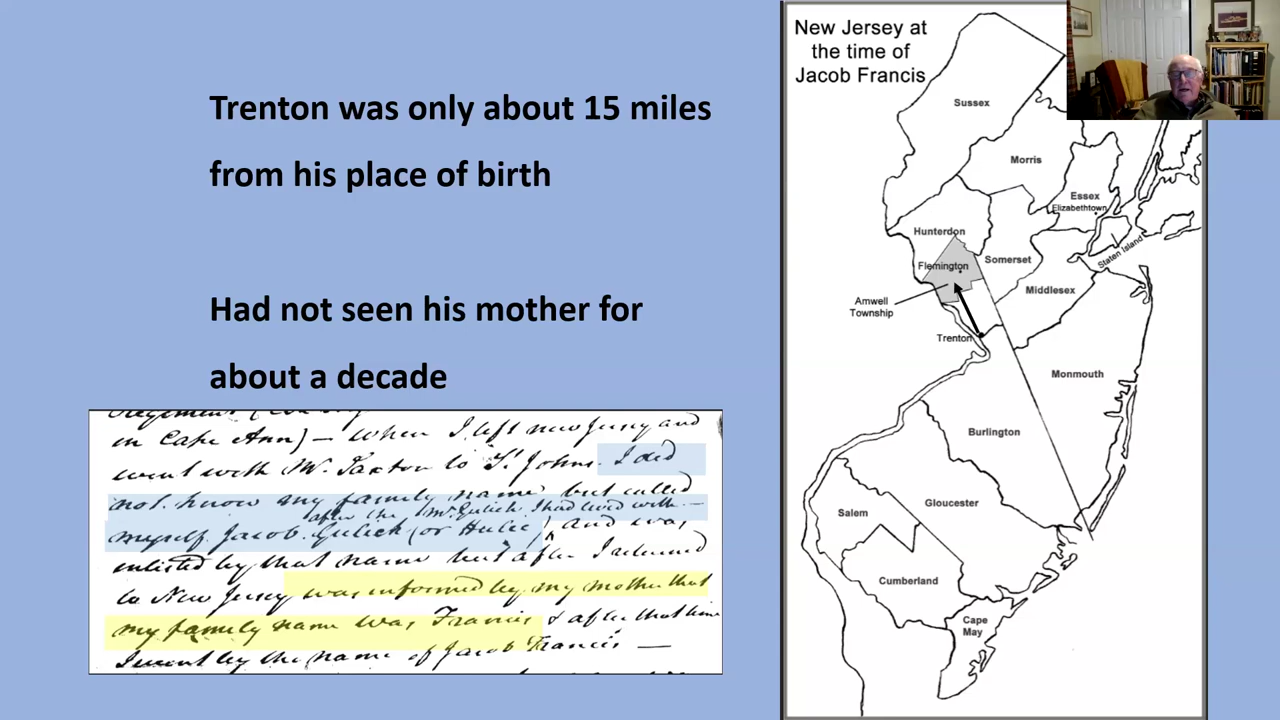 Trenton was only about 15 miles
from his place of birth
Had not seen his mother for
about a decade
in Cape Ann) – When I left new Jersey and
went with Mr. Saxton to St. Johns. I did
not know my family name but called
after the Mr. Gulick I had lived with –
myself Jacob Gulick (or Hulic), and was
enlisted by that name but after I returned
to New Jersey was informed by my mother that
my family name was Francis & after that time
I went by the name of Jacob Francis —
New Jersey at
the time of
Jacob Francis
Sussex
Morris
Essex
Elizabethtown
Hunterdon
Staten Island
Somerset
Flemington
Middlesex
Amwell
Township
Trenton
Monmouth
Burlington
Gloucester
Salem
Cumberland
Cape
May